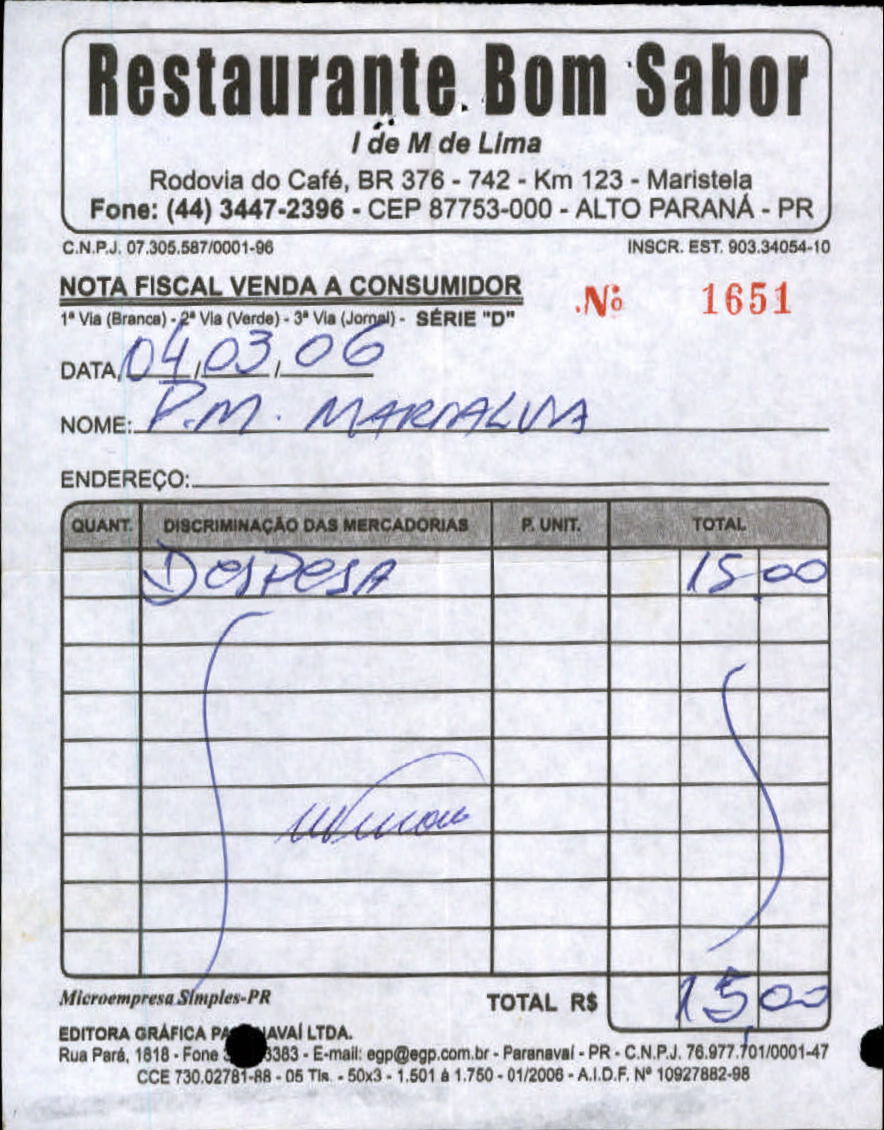 Restaurante Bom Sabor
I de M de Lima
Rodovia do Café, BR 376 - 742 - Km 123 - Maristela
Fone: (44) 3447-2396 - CEP 87753-000 - ALTO PARANÁ - PR
C.N.P.J. 07.305.587/0001-96 INSCR. EST. 903.34054-10
NOTA FISCAL VENDA A CONSUMIDOR Nº 1651
1ª Via (Branca) - 2ª Via (Verde) - 3ª Via (Jornal) - SÉRIE "D"
DATA 04/03/06
NOME: P.M. MARIALVA
ENDEREÇO:
QUANT. DISCRIMINAÇÃO DAS MERCADORIAS P. UNIT. TOTAL
DESPESA 15,00
Microempresa Simples-PR TOTAL R$ 15,00
EDITORA GRÁFICA LTDA.
Rua Pará, 1818 - Fone 3383 - E-mail: egp@egp.com.br - Paranavaí - PR - C.N.P.J. 76.977.701/0001-47
CCE 730.02781-88 - 05 Tls. - 50x3 - 1.501 à 1.750 - 01/2006 - A.I.D.F. Nº 10927882-98